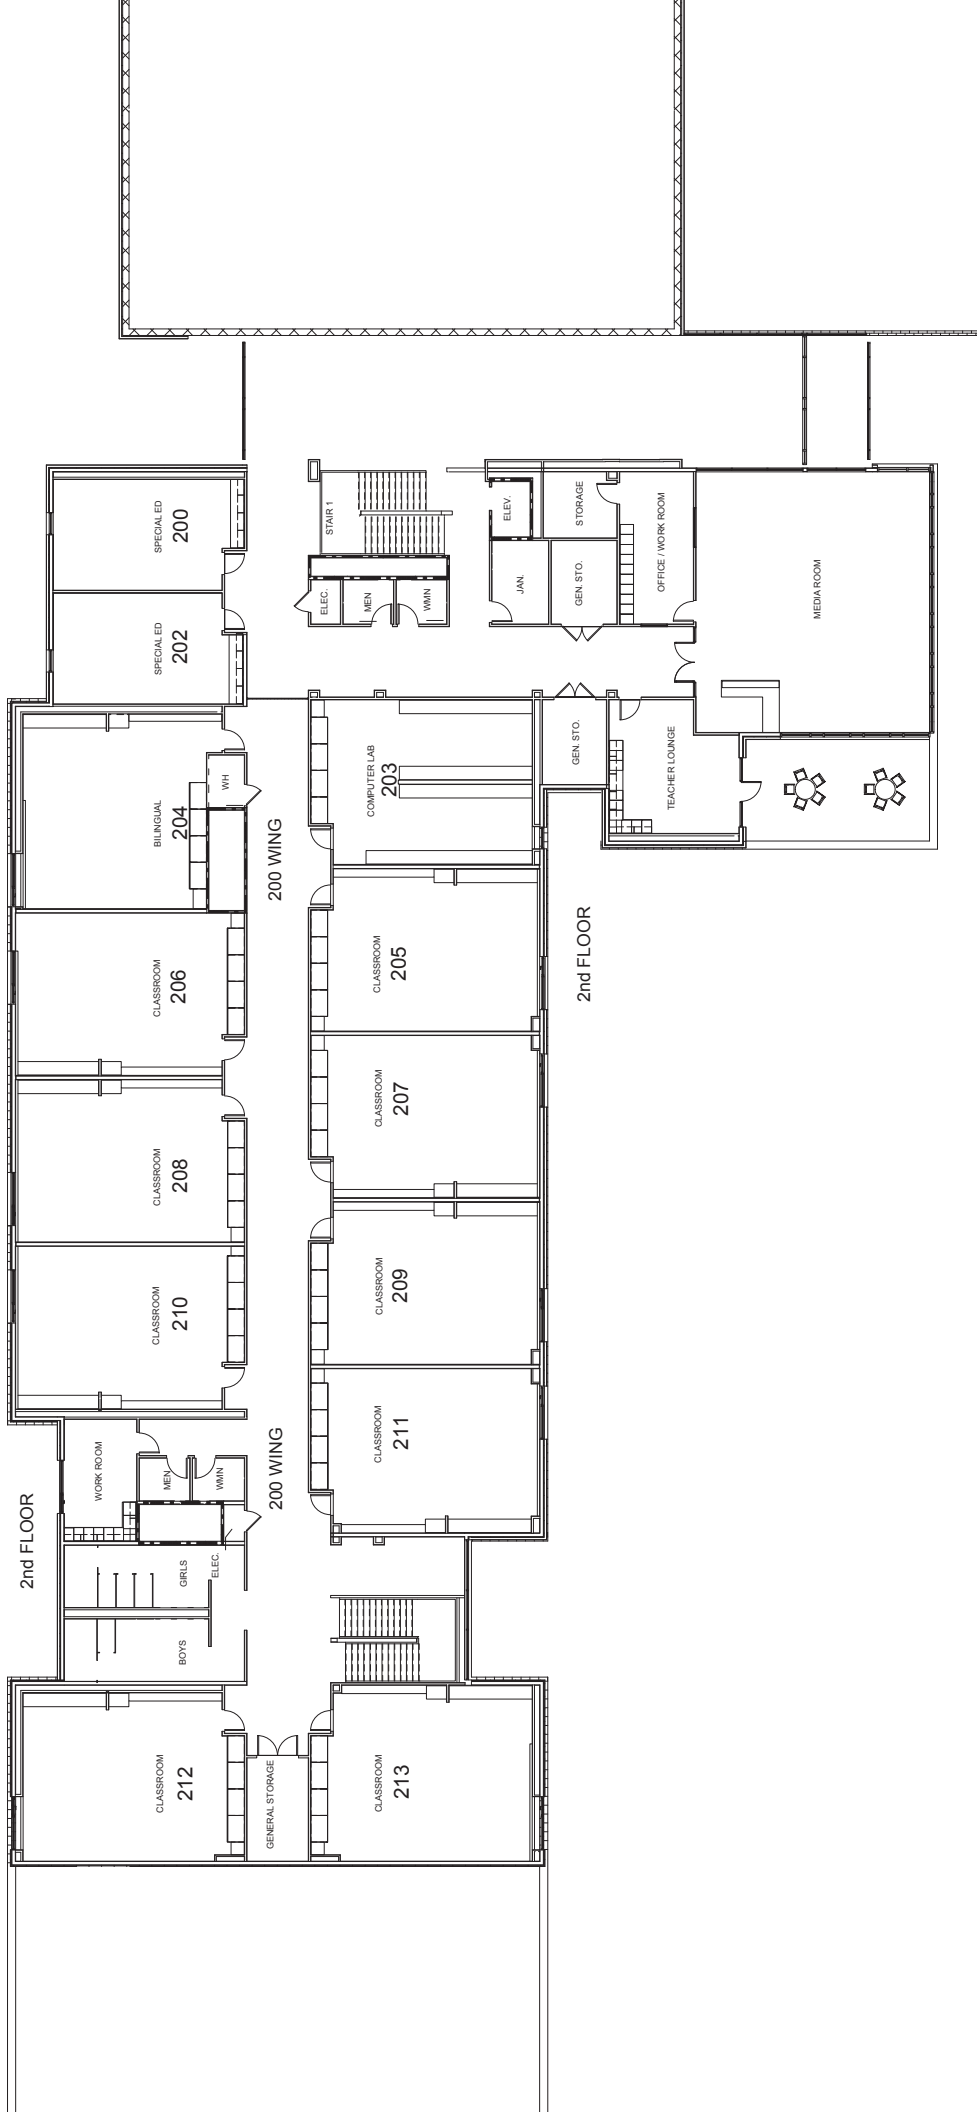 SPECIAL ED
200
STAIR 1
ELEV.
STORAGE
OFFICE / WORK ROOM
MEDIA ROOM
SPECIAL ED
202
ELEC.
MEN
WMN
JAN.
GEN. STO.
BILINGUAL
204
WH
200 WING
COMPUTER LAB
203
GEN. STO.
TEACHER LOUNGE
CLASSROOM
206
CLASSROOM
205
2nd FLOOR
CLASSROOM
208
CLASSROOM
207
CLASSROOM
210
CLASSROOM
209
2nd FLOOR
WORK ROOM
MEN
WMN
200 WING
CLASSROOM
211
GIRLS
ELEC.
BOYS
CLASSROOM
212
GENERAL STORAGE
CLASSROOM
213